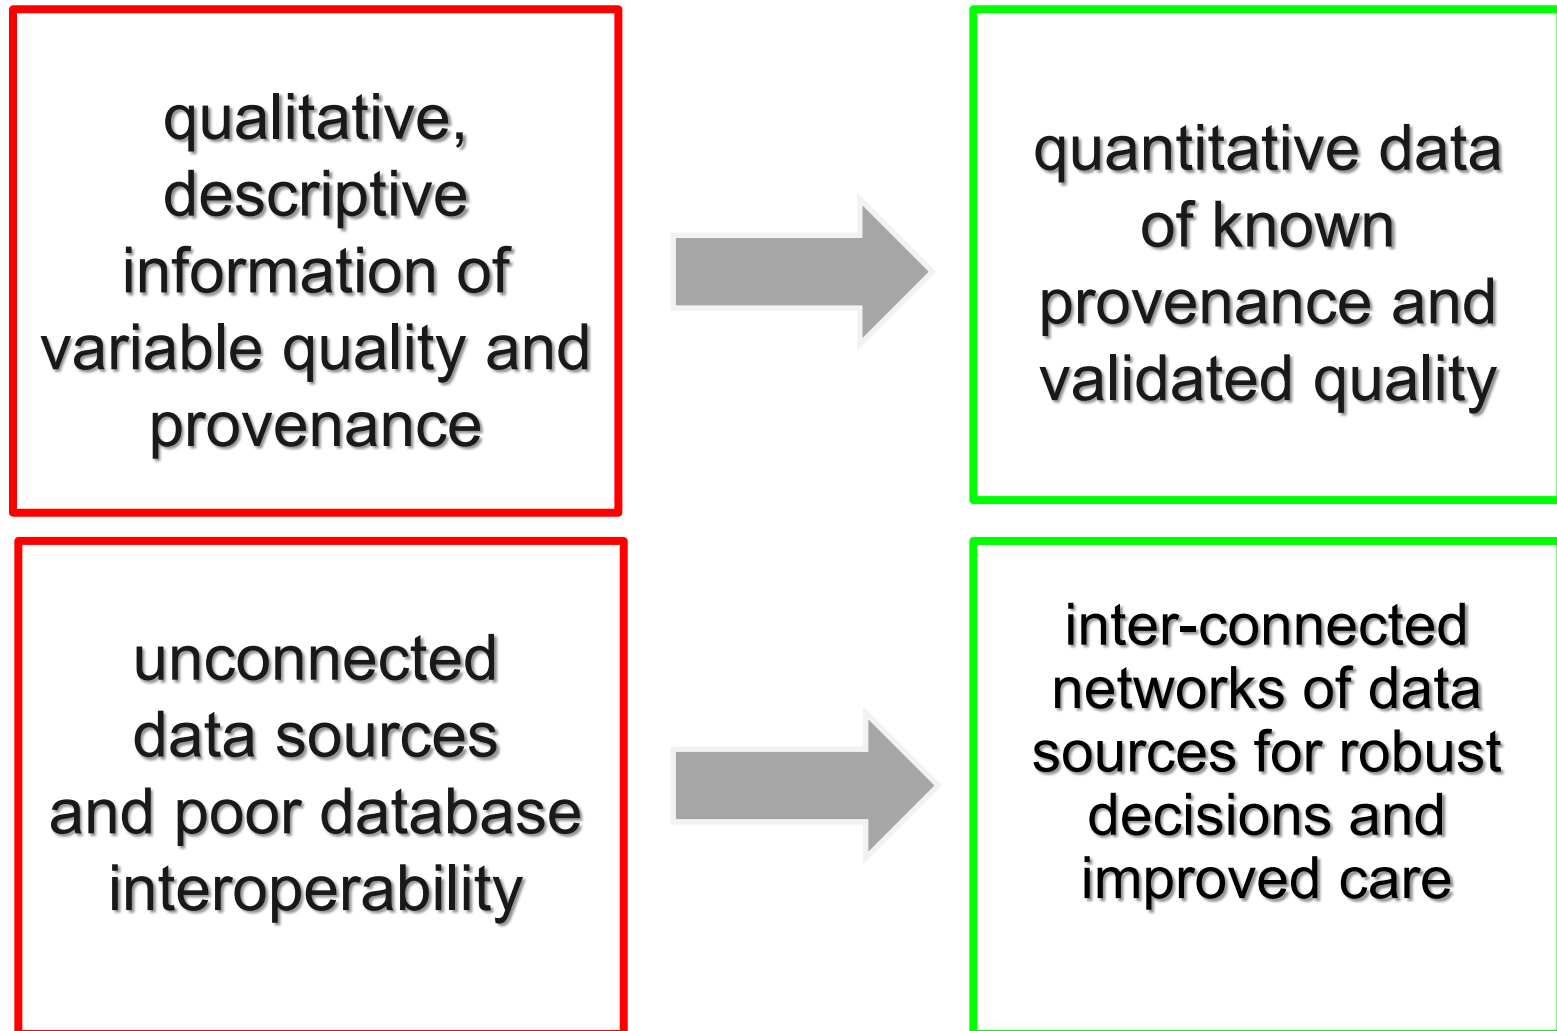 qualitative,
descriptive
information of
variable quality and
provenance
quantitative data
of known
provenance and
validated quality
unconnected
data sources
and poor database
interoperability
inter-connected
networks of data
sources for robust
decisions and
improved care